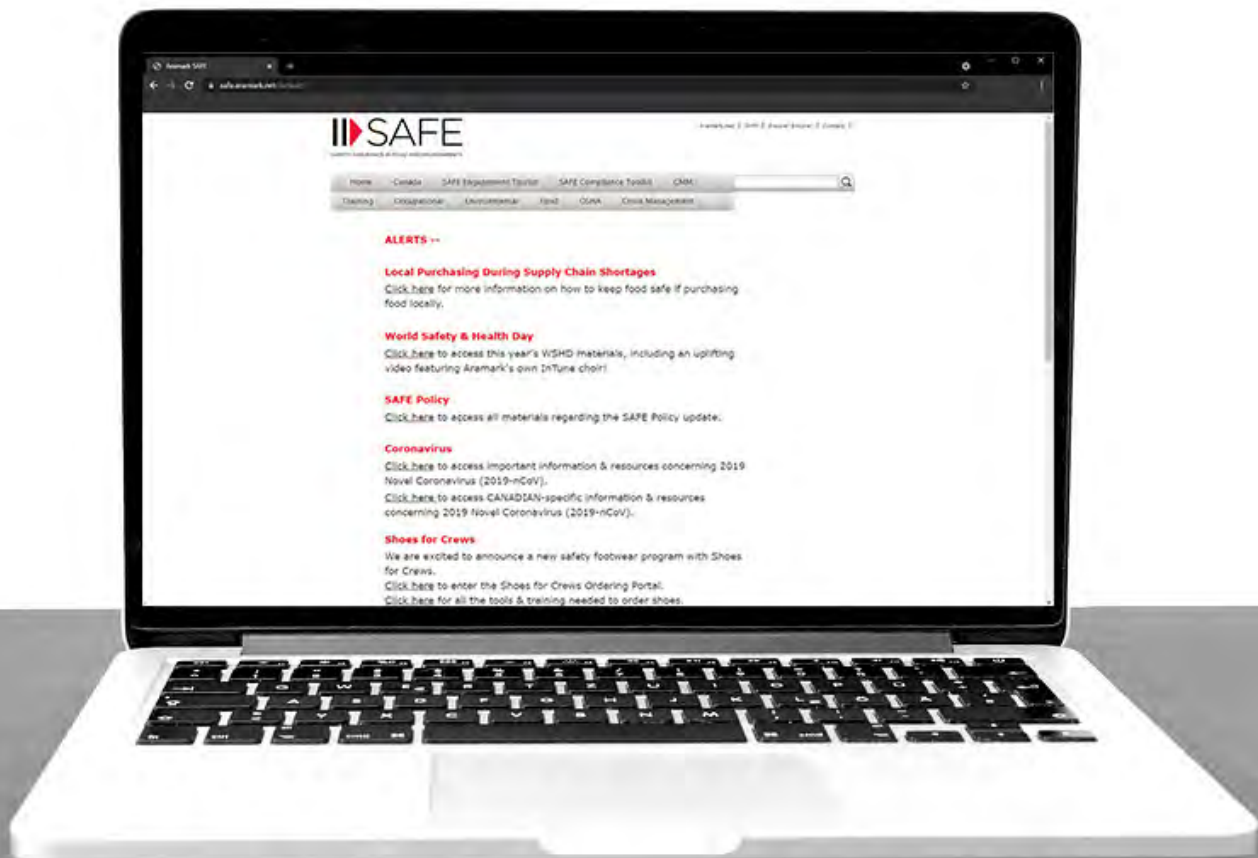 Aramark SAFE
safe.aramark.net
SAFE
Home Canada SAFE Engagement Toolkit SAFE Compliance Toolkit
Training Occupational Environmental Food OSHA Crisis Management
ALERTS --
Local Purchasing During Supply Chain Shortages
Click here for more information on how to keep food safe if purchasing
food locally.
World Safety & Health Day
Click here to access this year's WSHD materials, including an uplifting
video featuring Aramark's own InTune choir!
SAFE Policy
Click here to access all materials regarding the SAFE Policy update.
Coronavirus
Click here to access important information & resources concerning 2019
Novel Coronavirus (2019-nCoV).
Click here to access CANADIAN-specific information & resources
concerning 2019 Novel Coronavirus (2019-nCoV).
Shoes for Crews
We are excited to announce a new safety footwear program with Shoes
for Crews.
Click here to enter the Shoes for Crews Ordering Portal.
Click here for all the tools & training needed to order shoes.